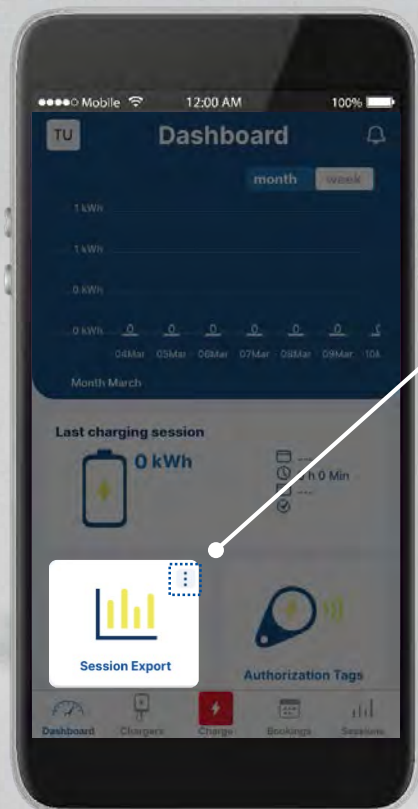 Mobile 12:00 AM 100%
TU Dashboard
month week
1 kWh
1 kWh
0 kWh
0 kWh 0 0 0 0 0 0
04Mar 05Mar 06Mar 07Mar 08Mar 09Mar 10M
Month March
Last charging session
0 kWh
---
h 0 Min
---
Session Export
Authorization Tags
Dashboard Chargers Charge Bookings Sessions